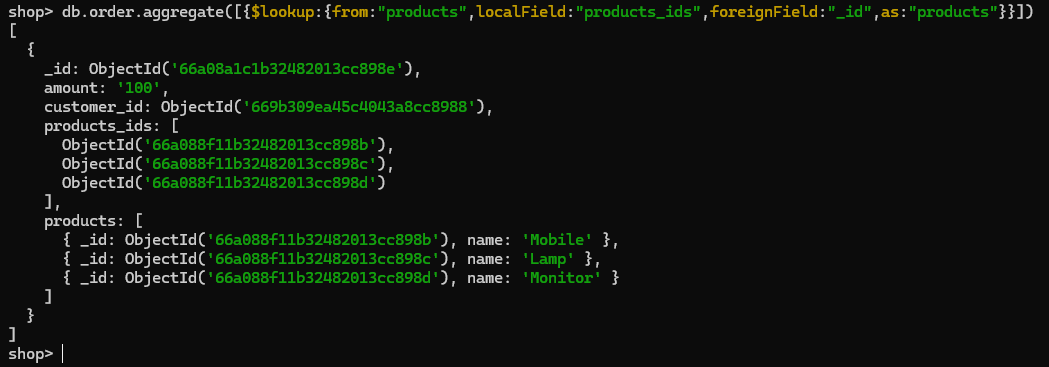 shop> db.order.aggregate([{$lookup:{from:"products",localField:"products_ids",foreignField:"_id",as:"products"}}])
[
  {
    _id: ObjectId('66a08a1c1b32482013cc898e'),
    amount: '100',
    customer_id: ObjectId('669b309ea45c4043a8cc8988'),
    products_ids: [
      ObjectId('66a088f11b32482013cc898b'),
      ObjectId('66a088f11b32482013cc898c'),
      ObjectId('66a088f11b32482013cc898d')
    ],
    products: [
      { _id: ObjectId('66a088f11b32482013cc898b'), name: 'Mobile' },
      { _id: ObjectId('66a088f11b32482013cc898c'), name: 'Lamp' },
      { _id: ObjectId('66a088f11b32482013cc898d'), name: 'Monitor' }
    ]
  }
]
shop>